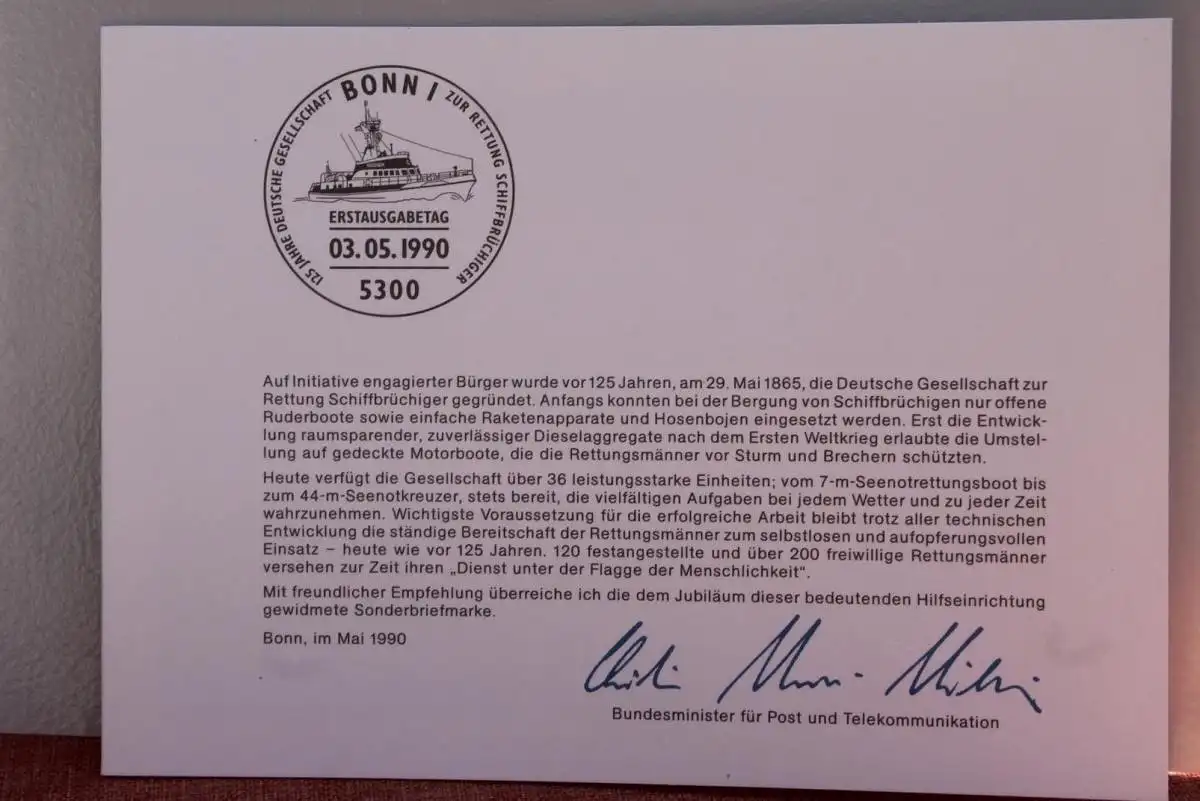 BONN 1
125 JAHRE DEUTSCHE GESELLSCHAFT ZUR RETTUNG SCHIFFBRÜCHIGER
ERSTAUSGABETAG
03.05.1990
5300
Auf Initiative engagierter Bürger wurde vor 125 Jahren, am 29. Mai 1865, die Deutsche Gesellschaft zur
Rettung Schiffbrüchiger gegründet. Anfangs konnten bei der Bergung von Schiffbrüchigen nur offene
Ruderboote sowie einfache Raketenapparate und Hosenbojen eingesetzt werden. Erst die Entwick-
lung raumsparender, zuverlässiger Dieselaggregate nach dem Ersten Weltkrieg erlaubte die Umstel-
lung auf gedeckte Motorboote, die die Rettungsmänner vor Sturm und Brechern schützten.
Heute verfügt die Gesellschaft über 36 leistungsstarke Einheiten; vom 7-m-Seenotrettungsboot bis
zum 44-m-Seenotkreuzer, stets bereit, die vielfältigen Aufgaben bei jedem Wetter und zu jeder Zeit
wahrzunehmen. Wichtigste Voraussetzung für die erfolgreiche Arbeit bleibt trotz aller technischen
Entwicklung die ständige Bereitschaft der Rettungsmänner zum selbstlosen und aufopferungsvollen
Einsatz – heute wie vor 125 Jahren. 120 festangestellte und über 200 freiwillige Rettungsmänner
versehen zur Zeit ihren „Dienst unter der Flagge der Menschlichkeit“.
Mit freundlicher Empfehlung überreiche ich die dem Jubiläum dieser bedeutenden Hilfseinrichtung
gewidmete Sonderbriefmarke.
Bonn, im Mai 1990
Bundesminister für Post und Telekommunikation